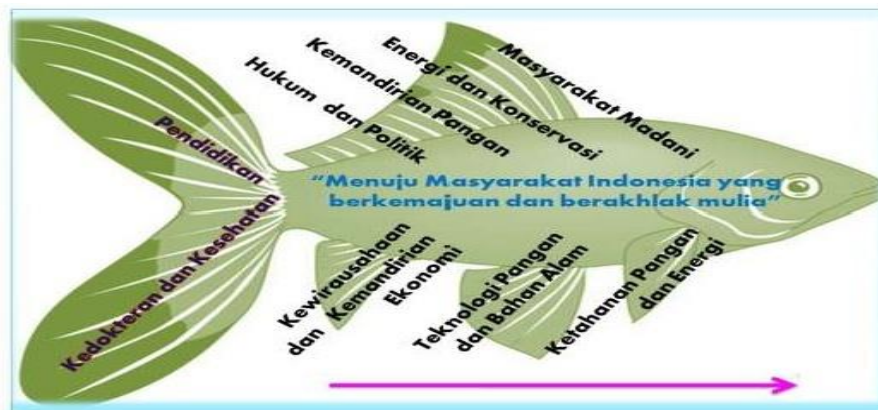 Masyarakat Madani
Energi dan Konservasi
Kemandirian Pangan
Hukum dan Politik
Pendidikan
Kedokteran dan Kesehatan
“Menuju Masyarakat Indonesia yang
berkemajuan dan berakhlak mulia”
Kewirausahaan
dan Kemandirian
Ekonomi
Teknologi Pangan
dan Bahan Alam
Ketahanan Pangan
dan Energi